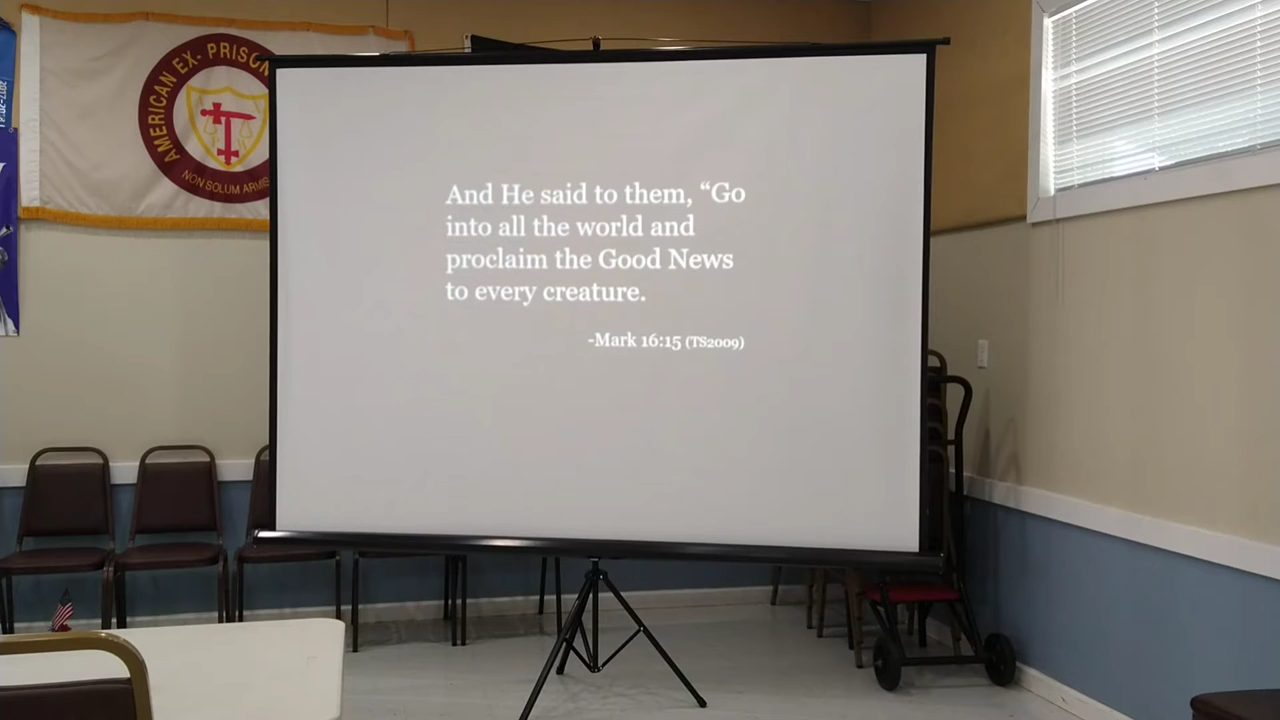 AMERICAN EX-PRISON
NON SOLUM ARMIS
And He said to them, “Go
into all the world and
proclaim the Good News
to every creature.
-Mark 16:15 (TS2009)